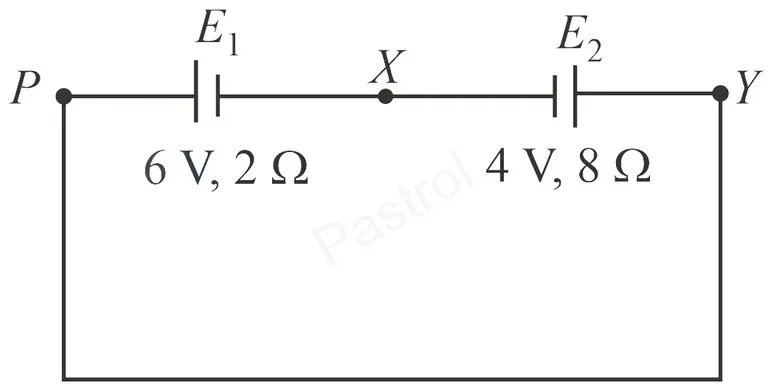 E₁
E₂
P
X
Y
6 V, 2 Ω
4 V, 8 Ω
Pastrol